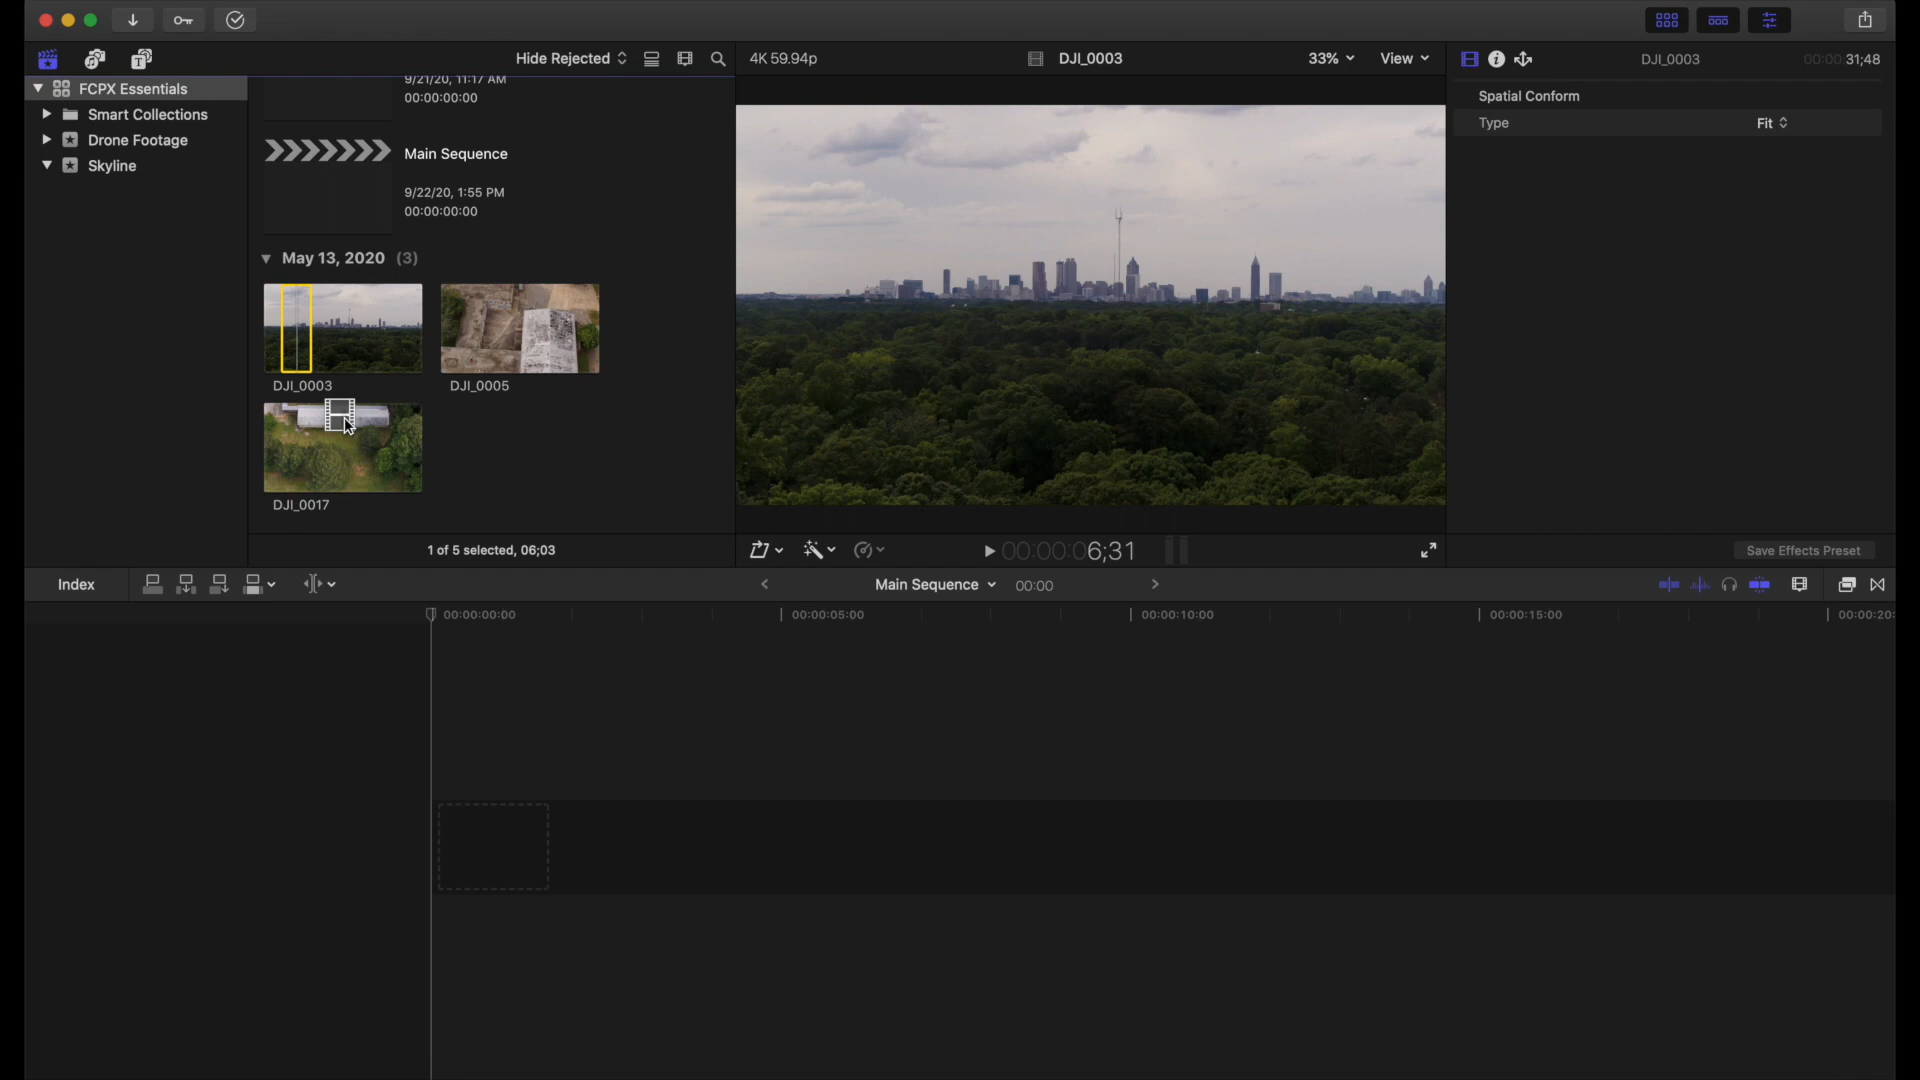 Hide Rejected
4K 59.94p
DJI_0003
33%
View
DJI_0003
00:00:31;48
FCPX Essentials
Smart Collections
Drone Footage
Skyline
9/21/20, 11:17 AM
00:00:00:00
Main Sequence
9/22/20, 1:55 PM
00:00:00:00
May 13, 2020 (3)
DJI_0003
DJI_0005
DJI_0017
1 of 5 selected, 06;03
Spatial Conform
Type
Fit
00:00:06;31
Save Effects Preset
Index
Main Sequence
00:00
00:00:00:00
00:00:05:00
00:00:10:00
00:00:15:00
00:00:20: